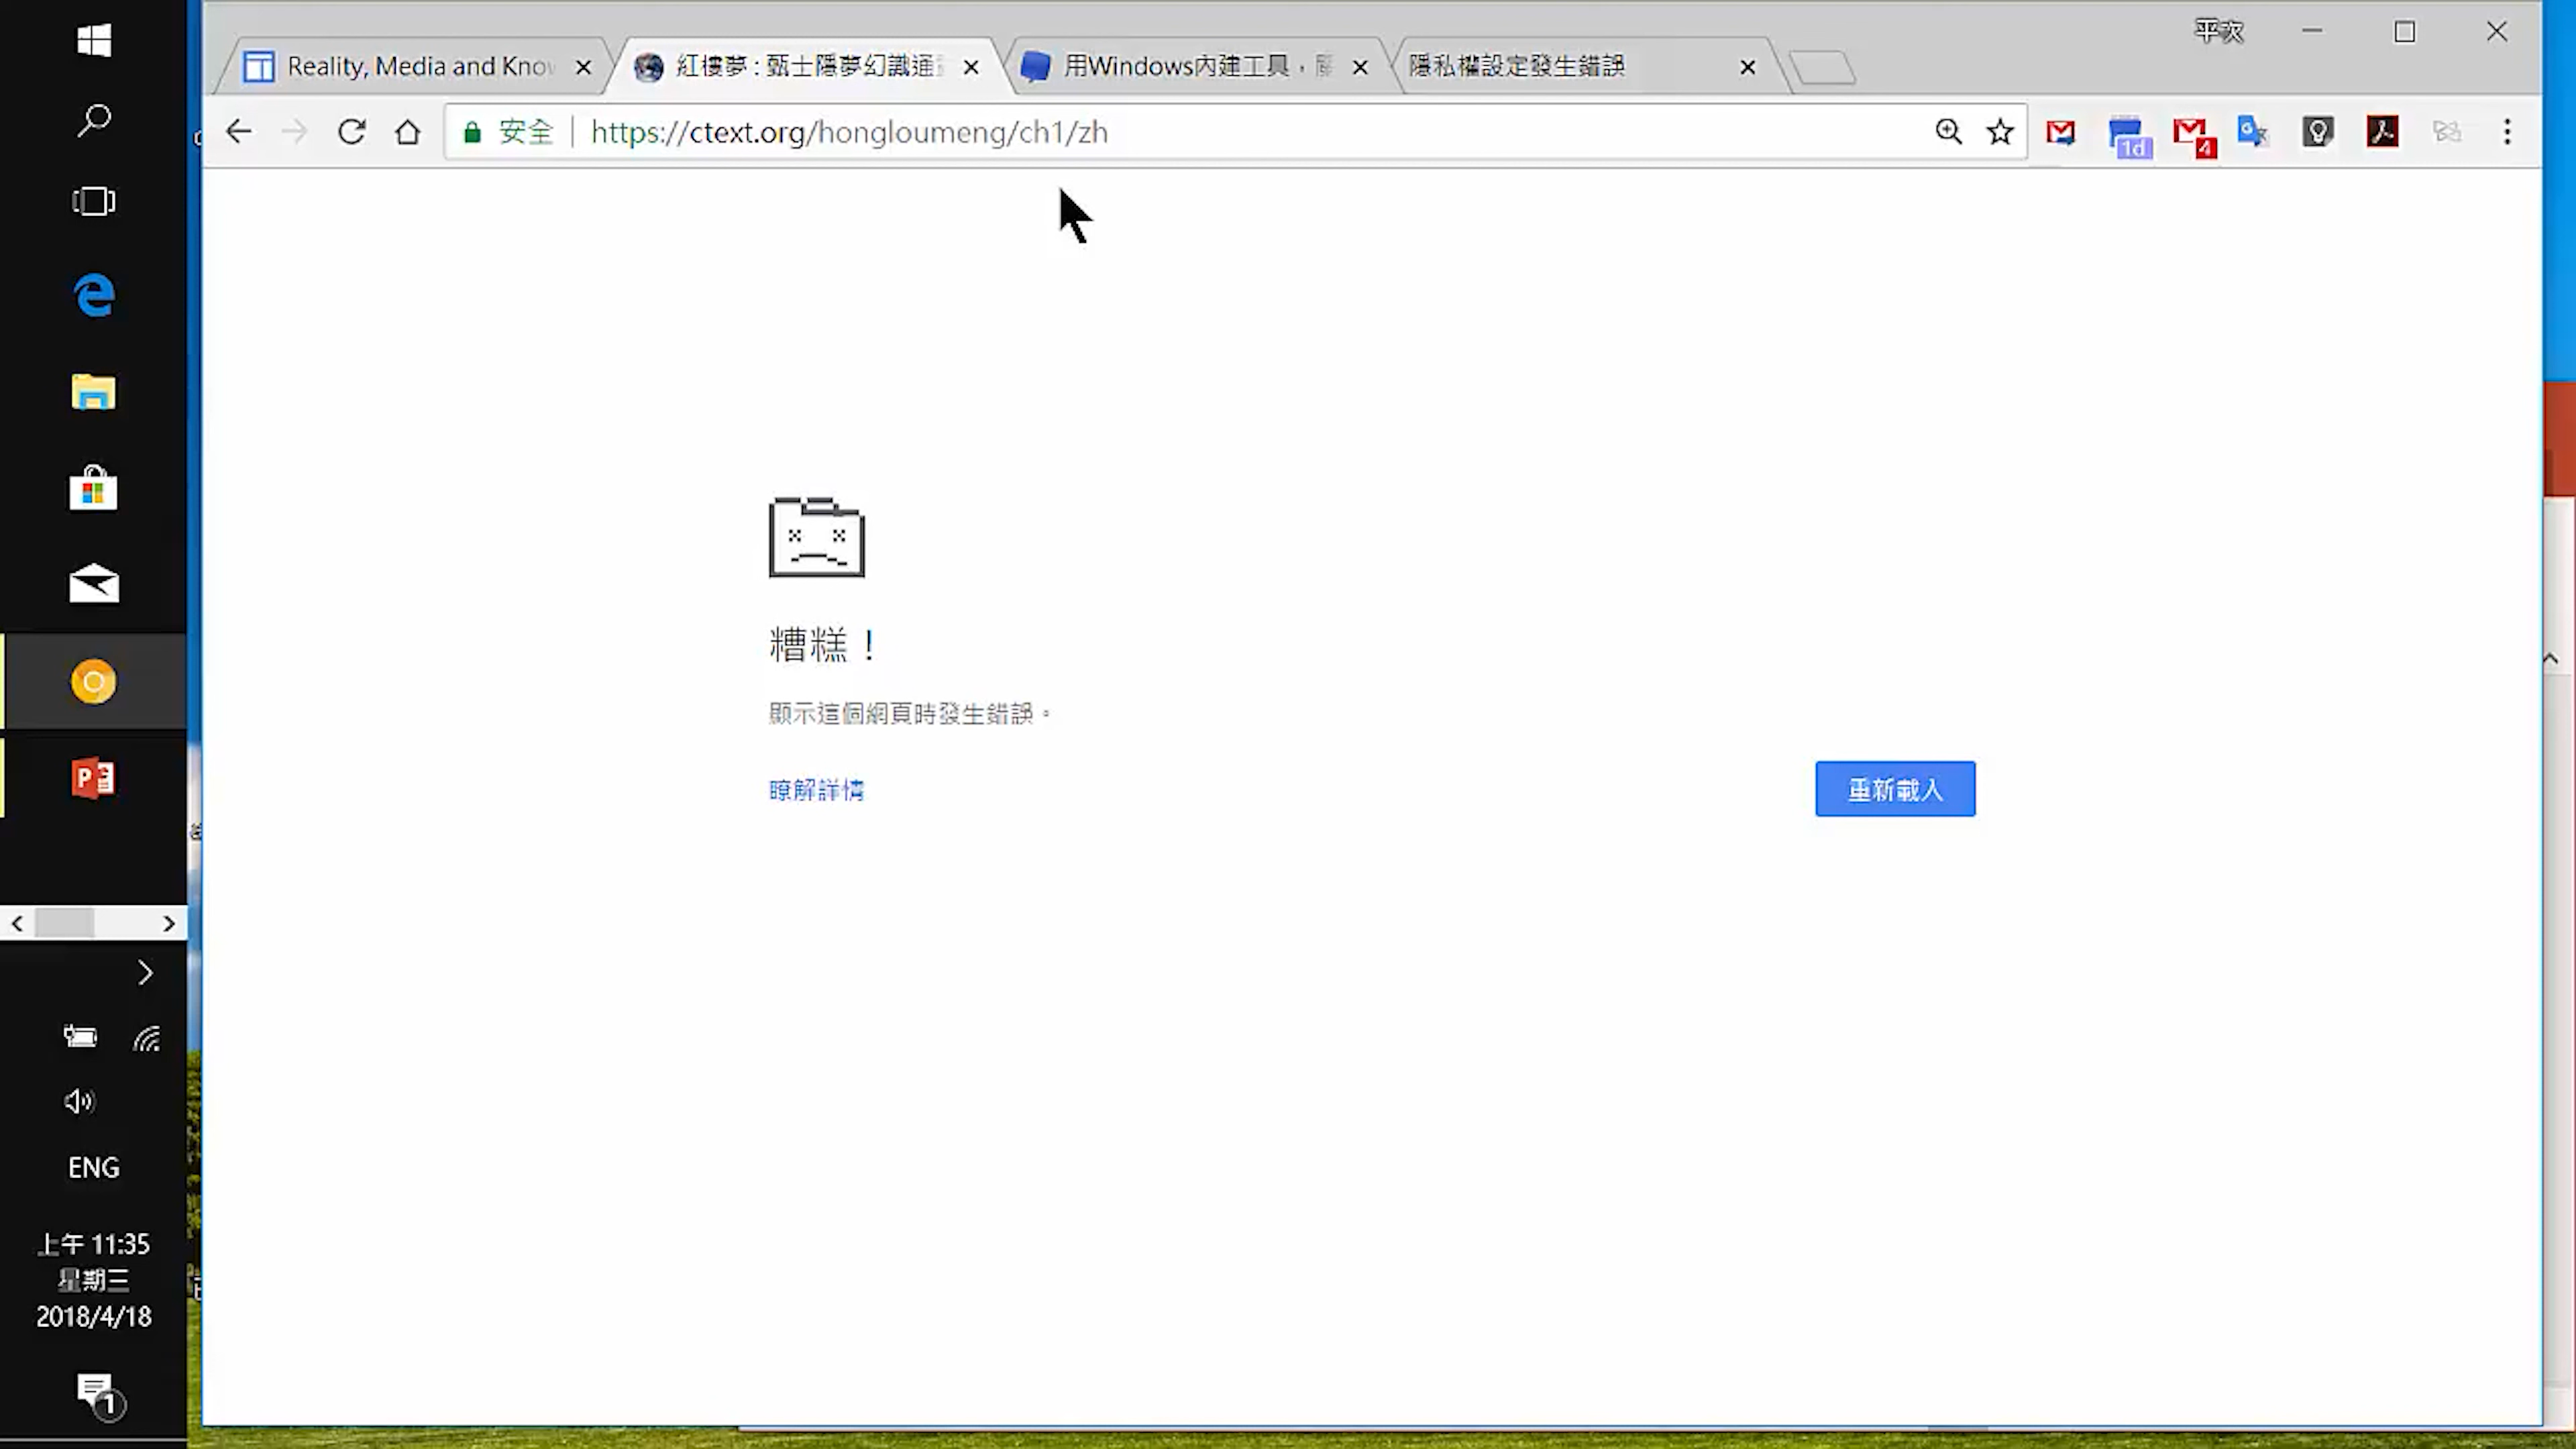 平次
Reality, Media and Know
紅樓夢 : 甄士隱夢幻識通
用Windows內建工具，
隱私權設定發生錯誤
安全
https://ctext.org/hongloumeng/ch1/zh
1d
4
糟糕！
顯示這個網頁時發生錯誤。
瞭解詳情
重新載入
ENG
上午 11:35
星期三
2018/4/18
1